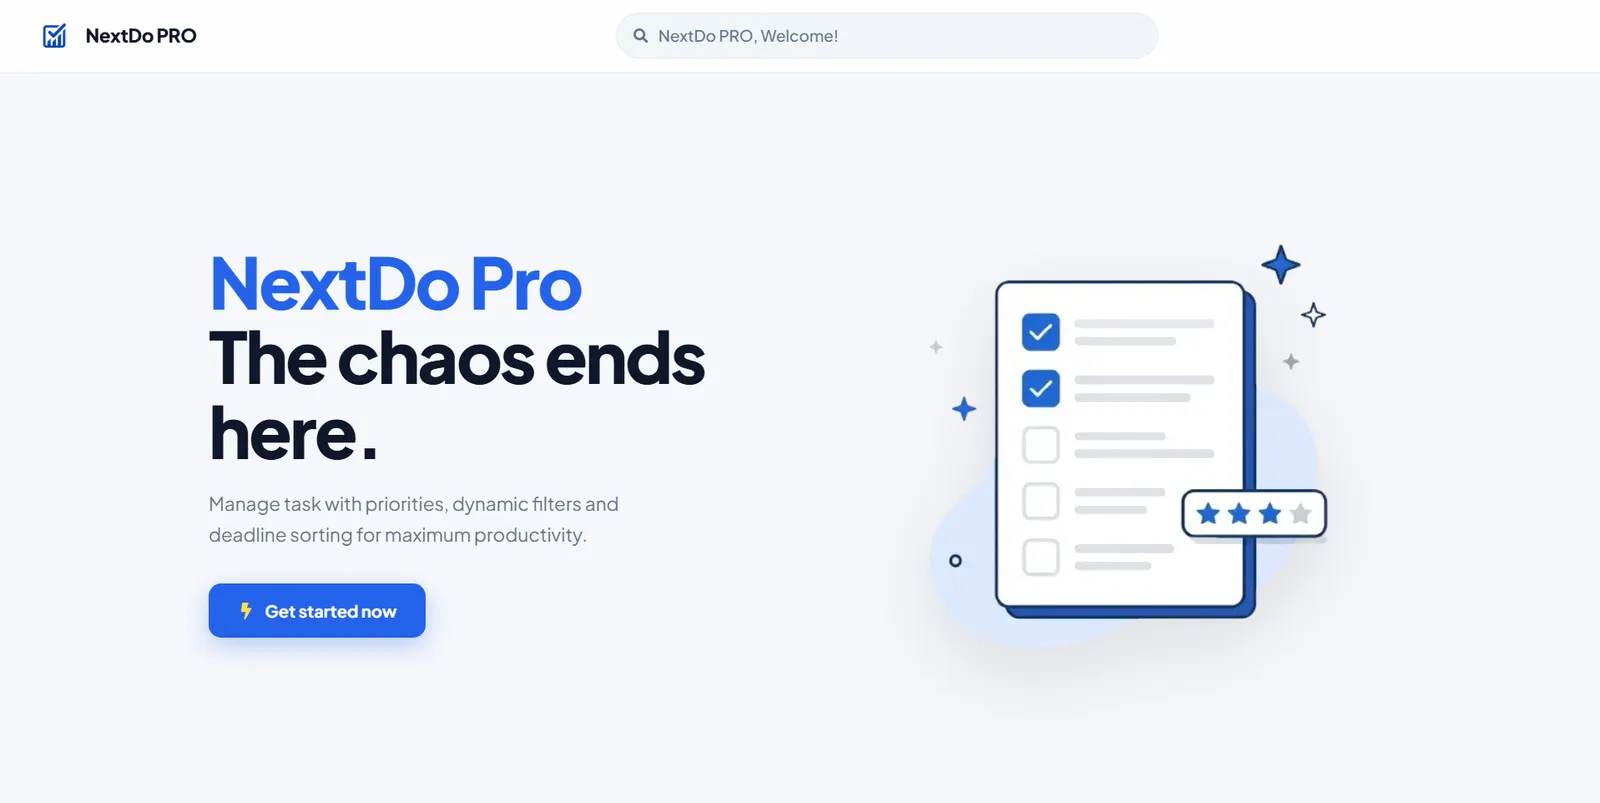 NextDo PRO
NextDo PRO, Welcome!
NextDo Pro
The chaos ends
here.
Manage task with priorities, dynamic filters and
deadline sorting for maximum productivity.
Get started now